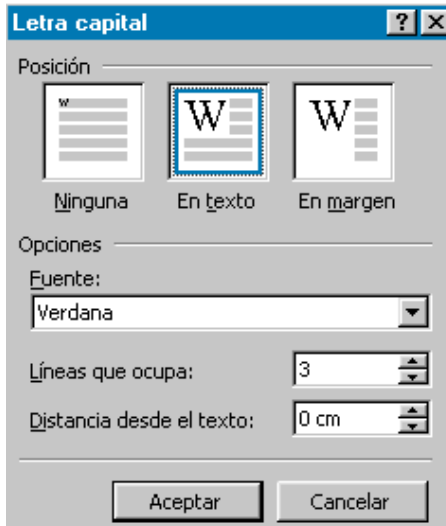 Letra capital
Posición
W W W
Ninguna En texto En margen
Opciones
Fuente:
Verdana
Líneas que ocupa: 3
Distancia desde el texto: 0 cm
Aceptar Cancelar